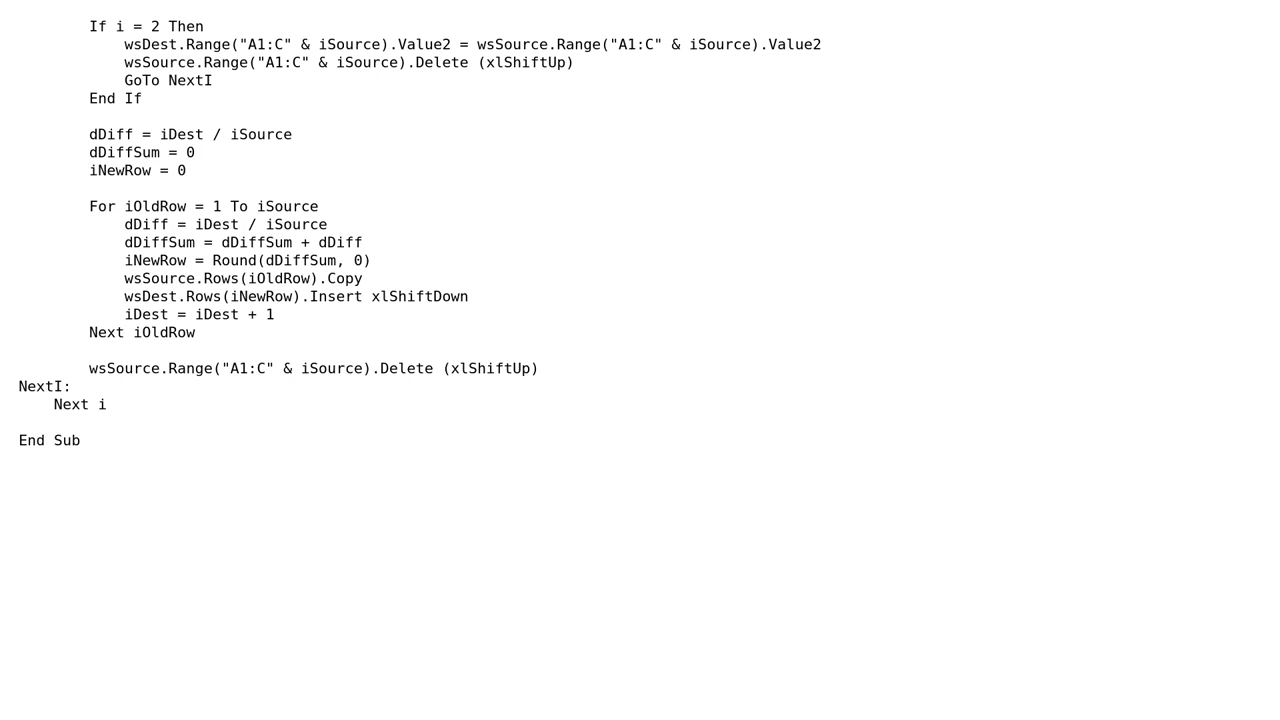 If i = 2 Then
            wsDest.Range("A1:C" & iSource).Value2 = wsSource.Range("A1:C" & iSource).Value2
            wsSource.Range("A1:C" & iSource).Delete (xlShiftUp)
            GoTo NextI
        End If

        dDiff = iDest / iSource
        dDiffSum = 0
        iNewRow = 0

        For iOldRow = 1 To iSource
            dDiff = iDest / iSource
            dDiffSum = dDiffSum + dDiff
            iNewRow = Round(dDiffSum, 0)
            wsSource.Rows(iOldRow).Copy
            wsDest.Rows(iNewRow).Insert xlShiftDown
            iDest = iDest + 1
        Next iOldRow

        wsSource.Range("A1:C" & iSource).Delete (xlShiftUp)
NextI:
    Next i

End Sub